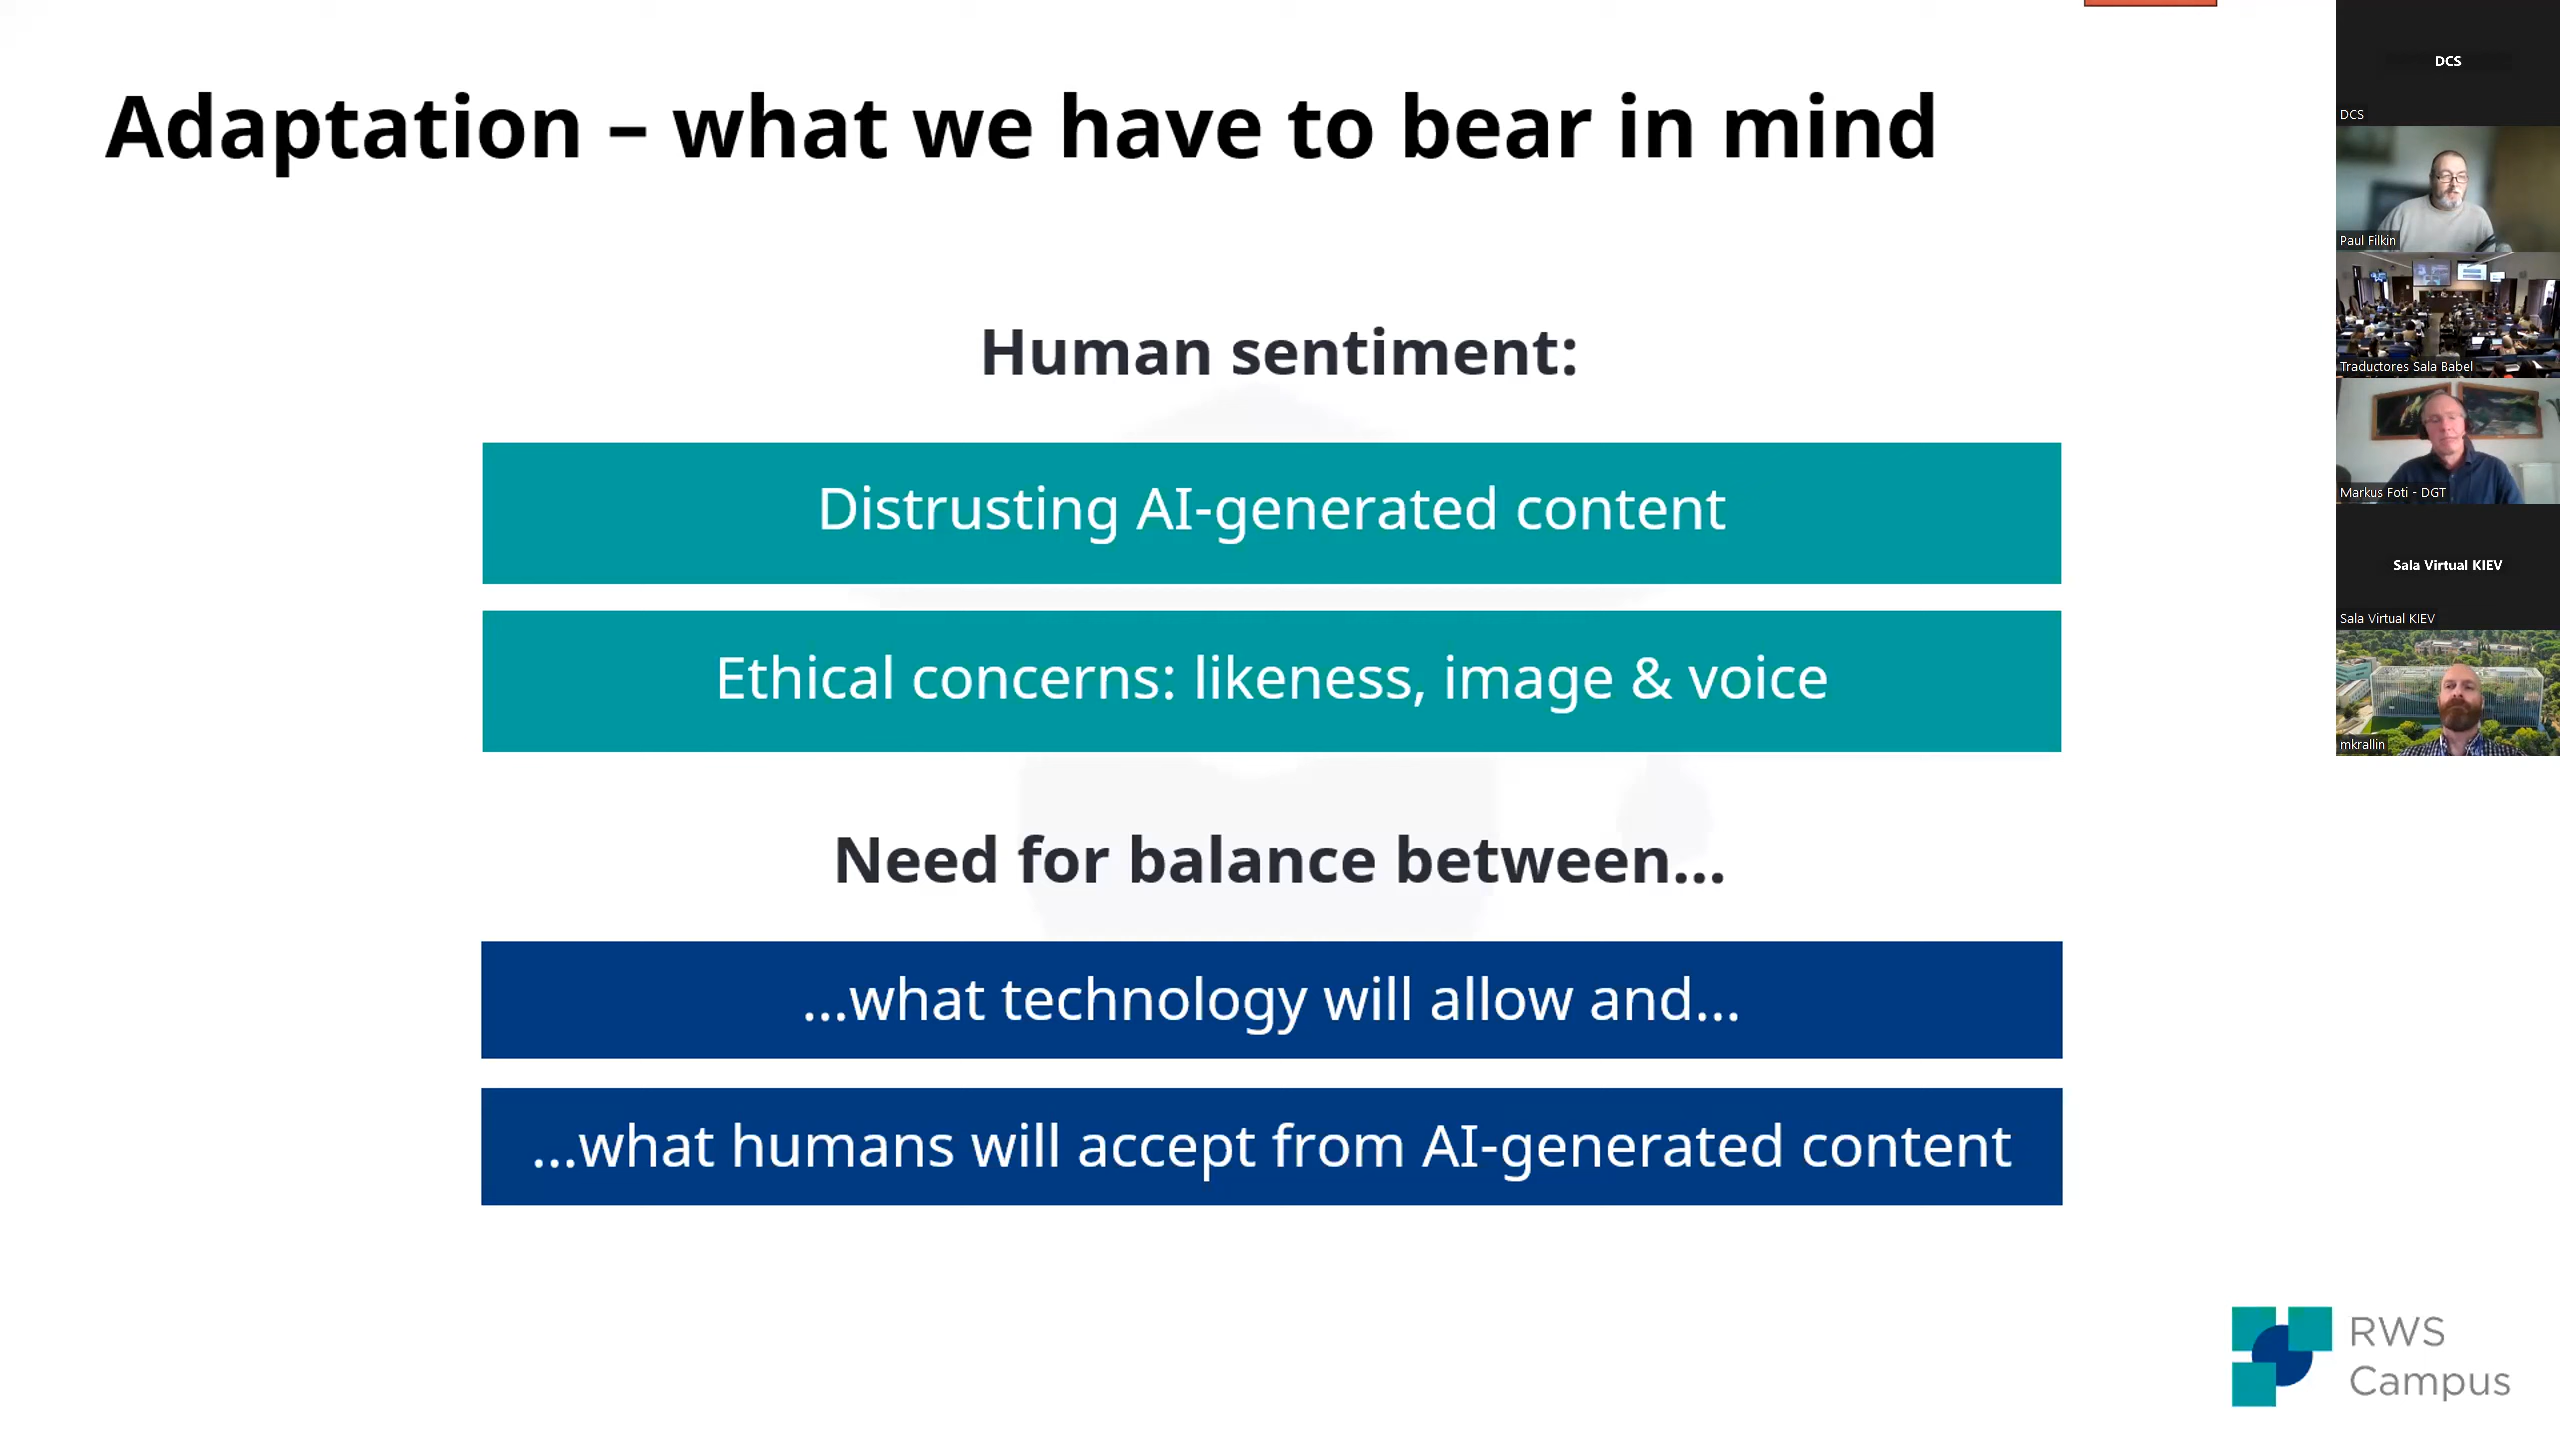 Adaptation – what we have to bear in mind
Human sentiment:
Distrusting AI-generated content
Ethical concerns: likeness, image & voice
Need for balance between...
...what technology will allow and...
...what humans will accept from AI-generated content
RWS
Campus
DCS
DCS
Paul Filkin
Traductores Sala Babel
Markus Foti - DGT
Sala Virtual KIEV
Sala Virtual KIEV
mkrallin